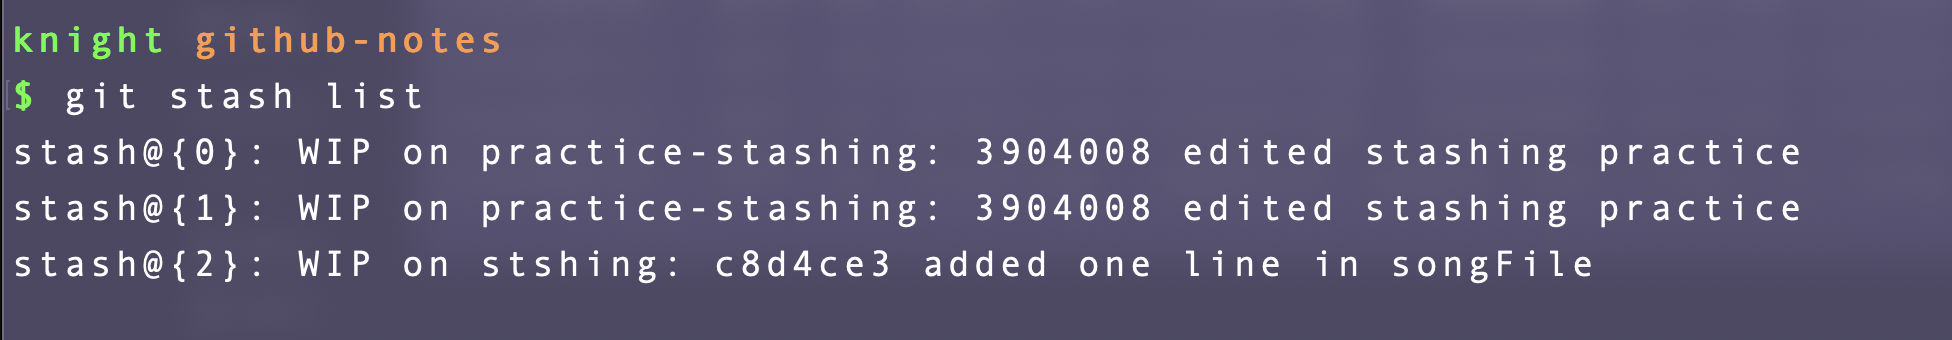 knight github-notes
$ git stash list
stash@{0}: WIP on practice-stashing: 3904008 edited stashing practice
stash@{1}: WIP on practice-stashing: 3904008 edited stashing practice
stash@{2}: WIP on stshing: c8d4ce3 added one line in songFile